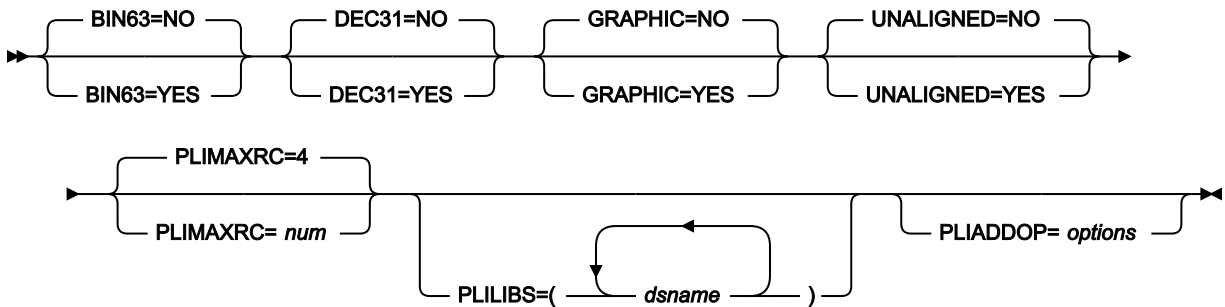 BIN63=NO DEC31=NO GRAPHIC=NO UNALIGNED=NO
BIN63=YES DEC31=YES GRAPHIC=YES UNALIGNED=YES
PLIMAXRC=4
PLIMAXRC= num PLIADDOP= options
PLILIBS=( dsname )